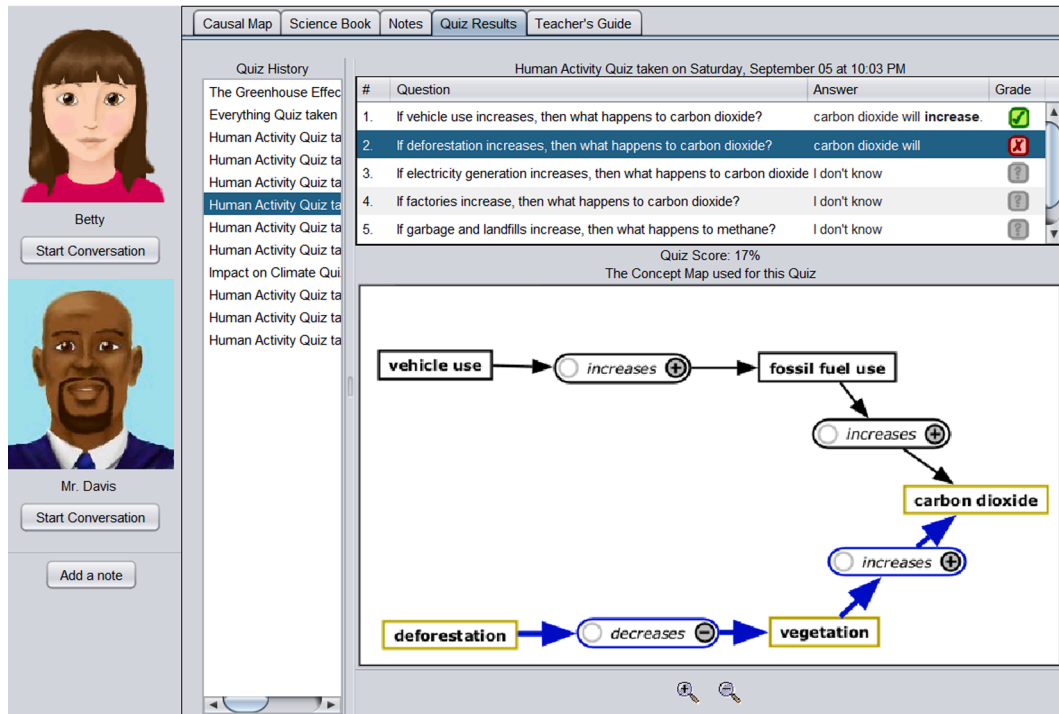 Causal Map Science Book Notes Quiz Results Teacher's Guide
Betty
Start Conversation
Mr. Davis
Start Conversation
Add a note
Quiz History
The Greenhouse Effec
Everything Quiz taken
Human Activity Quiz ta
Human Activity Quiz ta
Human Activity Quiz ta
Human Activity Quiz ta
Human Activity Quiz ta
Human Activity Quiz ta
Impact on Climate Qui
Human Activity Quiz ta
Human Activity Quiz ta
Human Activity Quiz ta
Human Activity Quiz taken on Saturday, September 05 at 10:03 PM
# Question Answer Grade
1. If vehicle use increases, then what happens to carbon dioxide? carbon dioxide will increase.
2. If deforestation increases, then what happens to carbon dioxide? carbon dioxide will
3. If electricity generation increases, then what happens to carbon dioxide I don't know
4. If factories increase, then what happens to carbon dioxide? I don't know
5. If garbage and landfills increase, then what happens to methane? I don't know
Quiz Score: 17%
The Concept Map used for this Quiz
vehicle use increases fossil fuel use
increases
carbon dioxide
increases
deforestation decreases vegetation